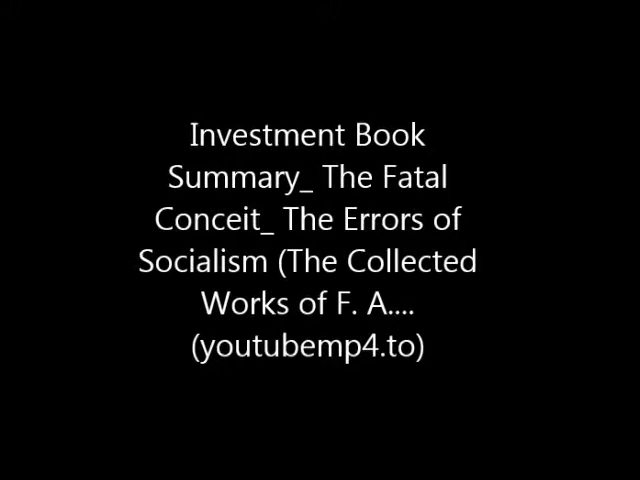 Investment Book
Summary_ The Fatal
Conceit_ The Errors of
Socialism (The Collected
Works of F. A....
(youtubemp4.to)